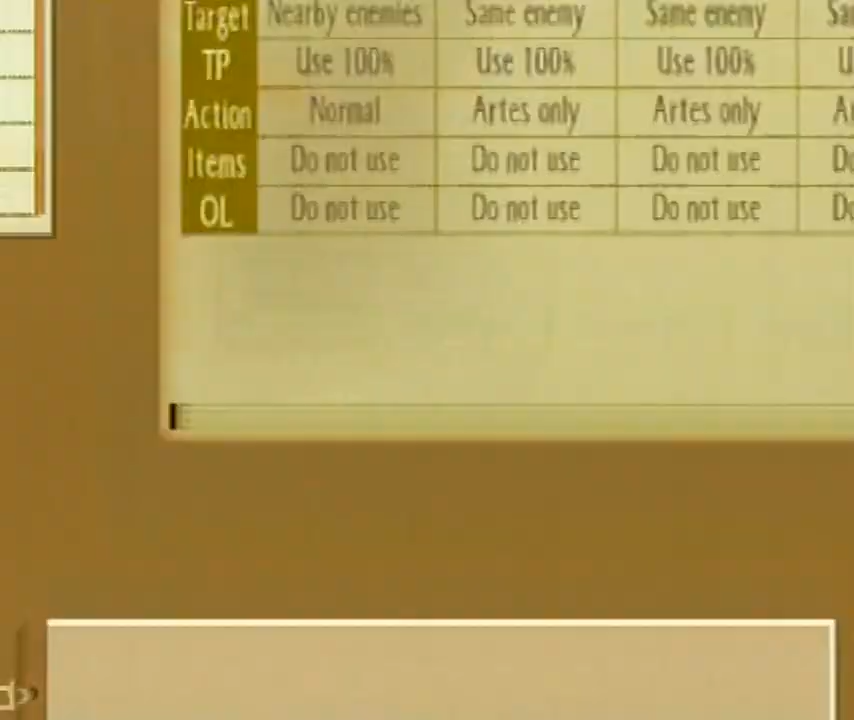 Target Nearby enemies Same enemy Same enemy
TP Use 100% Use 100% Use 100%
Action Normal Artes only Artes only
Items Do not use Do not use Do not use
OL Do not use Do not use Do not use